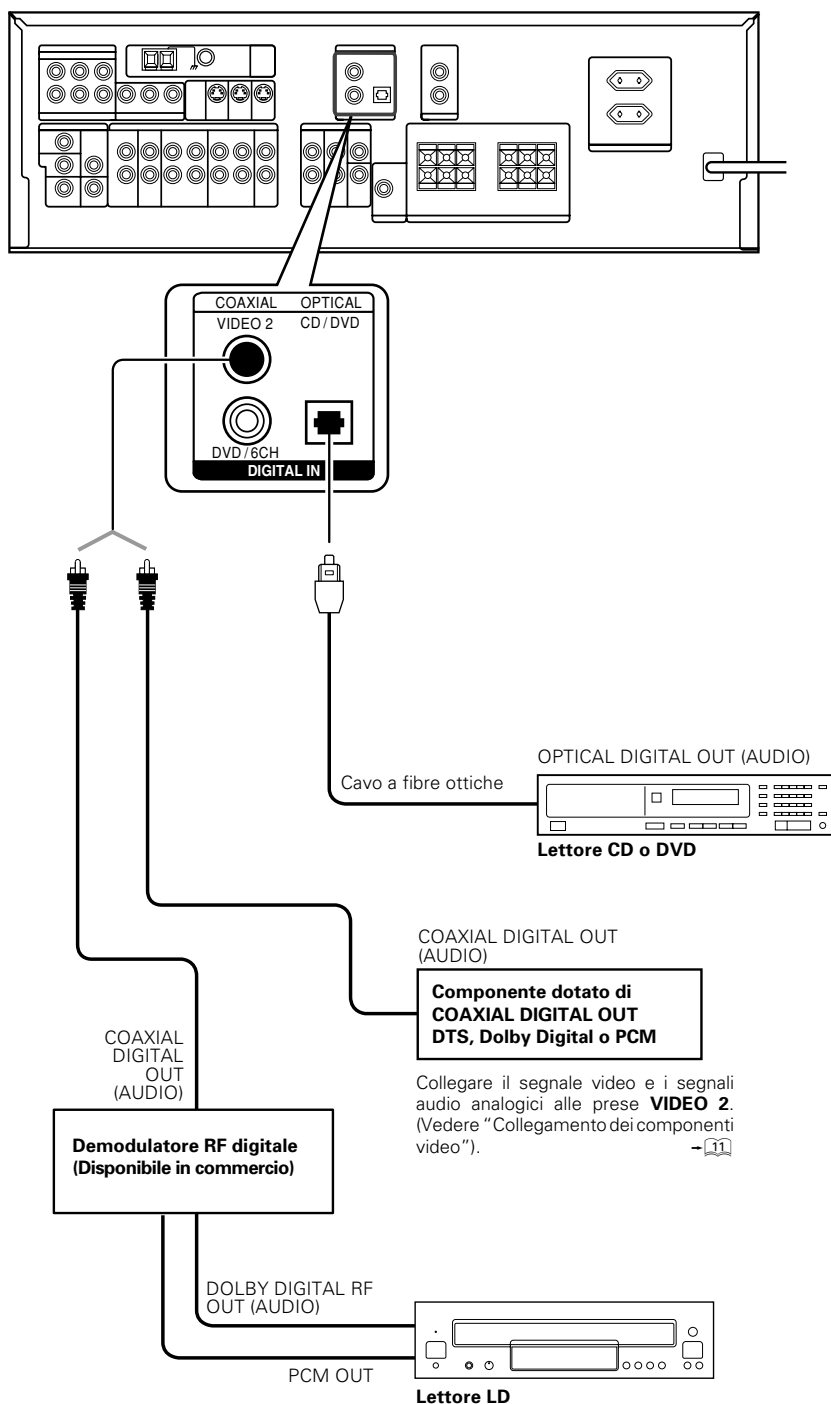 COAXIAL OPTICAL
VIDEO 2 CD / DVD
DVD / 6CH
DIGITAL IN
OPTICAL DIGITAL OUT (AUDIO)
Cavo a fibre ottiche
Lettore CD o DVD
COAXIAL DIGITAL OUT
(AUDIO)
Componente dotato di
COAXIAL DIGITAL OUT
DTS, Dolby Digital o PCM
Collegare il segnale video e i segnali
audio analogici alle prese VIDEO 2.
(Vedere “Collegamento dei componenti
video”). → 11
COAXIAL
DIGITAL
OUT
(AUDIO)
Demodulatore RF digitale
(Disponibile in commercio)
DOLBY DIGITAL RF
OUT (AUDIO)
PCM OUT
Lettore LD